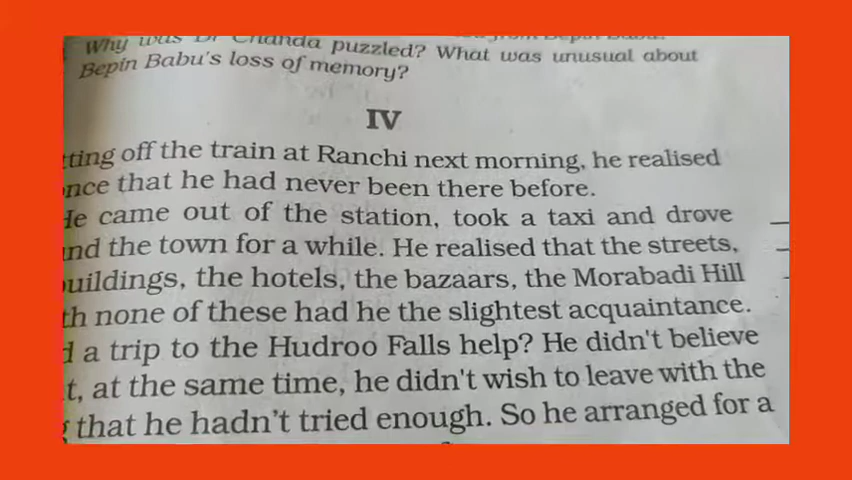 Why was Dr Chanda puzzled? What was unusual about
Bepin Babu's loss of memory?
IV
tting off the train at Ranchi next morning, he realised
nce that he had never been there before.
He came out of the station, took a taxi and drove
nd the town for a while. He realised that the streets,
uildings, the hotels, the bazaars, the Morabadi Hill
th none of these had he the slightest acquaintance.
d a trip to the Hudroo Falls help? He didn't believe
t, at the same time, he didn't wish to leave with the
that he hadn't tried enough. So he arranged for a